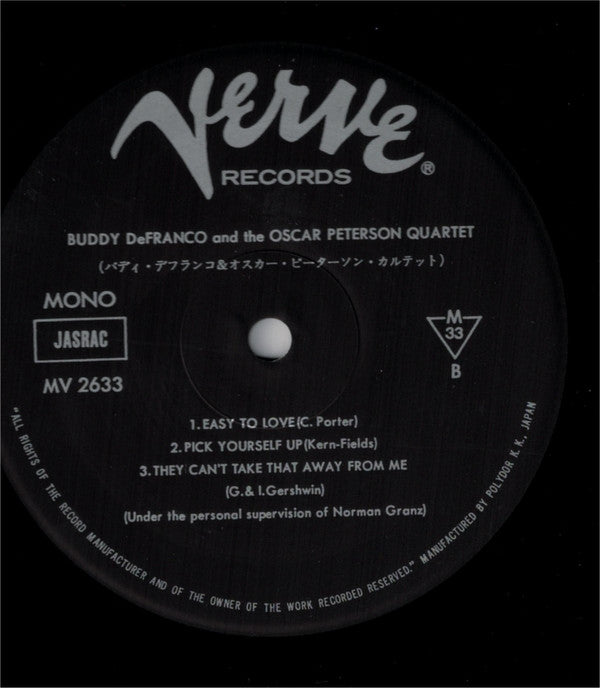 Verve
RECORDS ®
BUDDY DeFRANCO and the OSCAR PETERSON QUARTET
(バディ・デフランコ&オスカー・ピーターソン・カルテット)
MONO
JASRAC
MV 2633
M
33
B
1. EASY TO LOVE (C. Porter)
2. PICK YOURSELF UP (Kern-Fields)
3. THEY CAN'T TAKE THAT AWAY FROM ME
(G. & I. Gershwin)
(Under the personal supervision of Norman Granz)
"ALL RIGHTS OF THE RECORD MANUFACTURER AND OF THE OWNER OF THE WORK RECORDED RESERVED." MANUFACTURED BY POLYDOR K. K., JAPAN